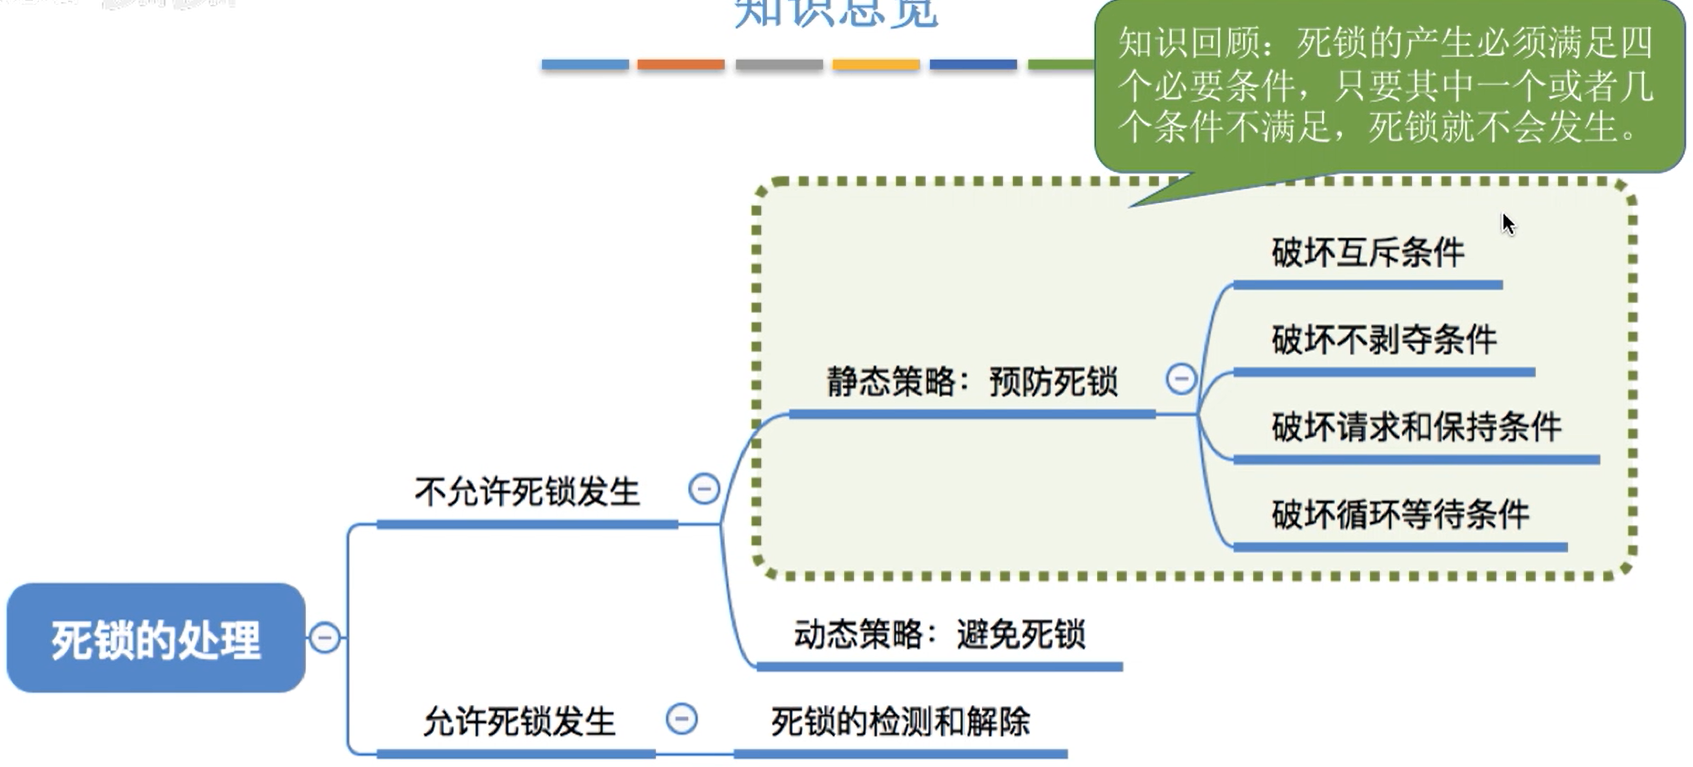 知识总览
知识回顾：死锁的产生必须满足四
个必要条件，只要其中一个或者几
个条件不满足，死锁就不会发生。
破坏互斥条件
破坏不剥夺条件
静态策略：预防死锁
破坏请求和保持条件
不允许死锁发生
破坏循环等待条件
动态策略：避免死锁
死锁的处理
允许死锁发生
死锁的检测和解除